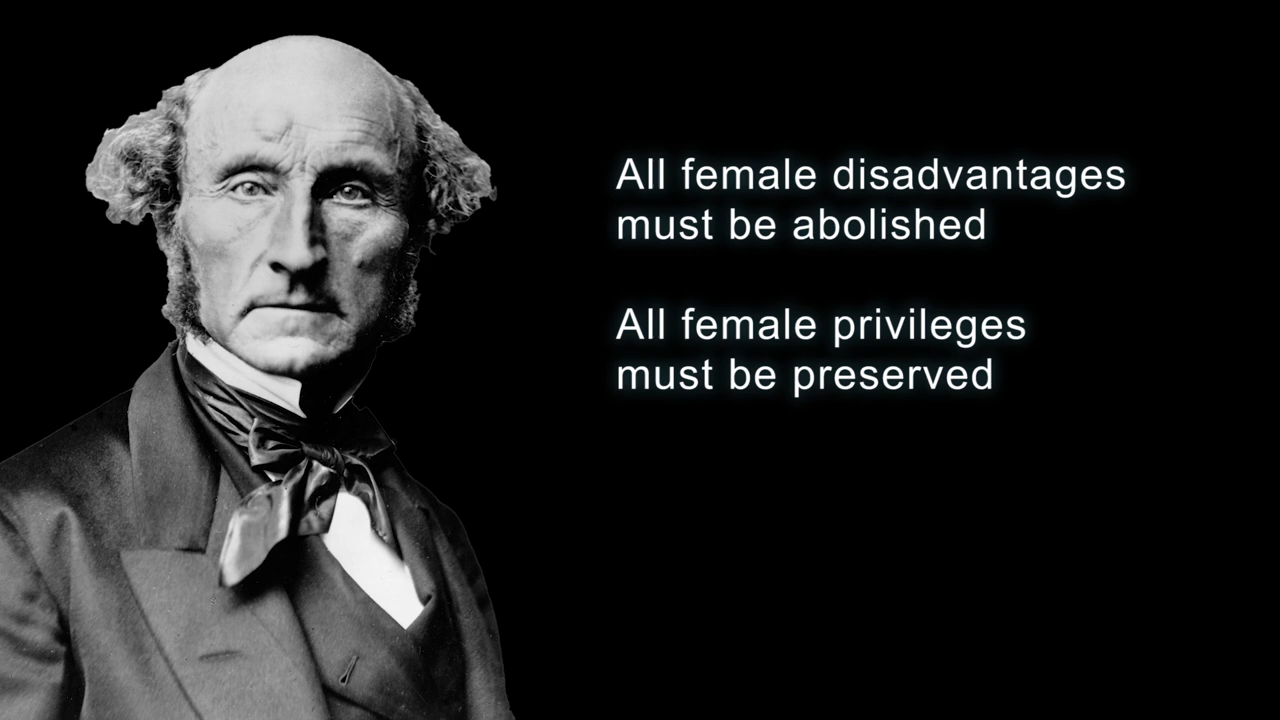 All female disadvantages
must be abolished
All female privileges
must be preserved